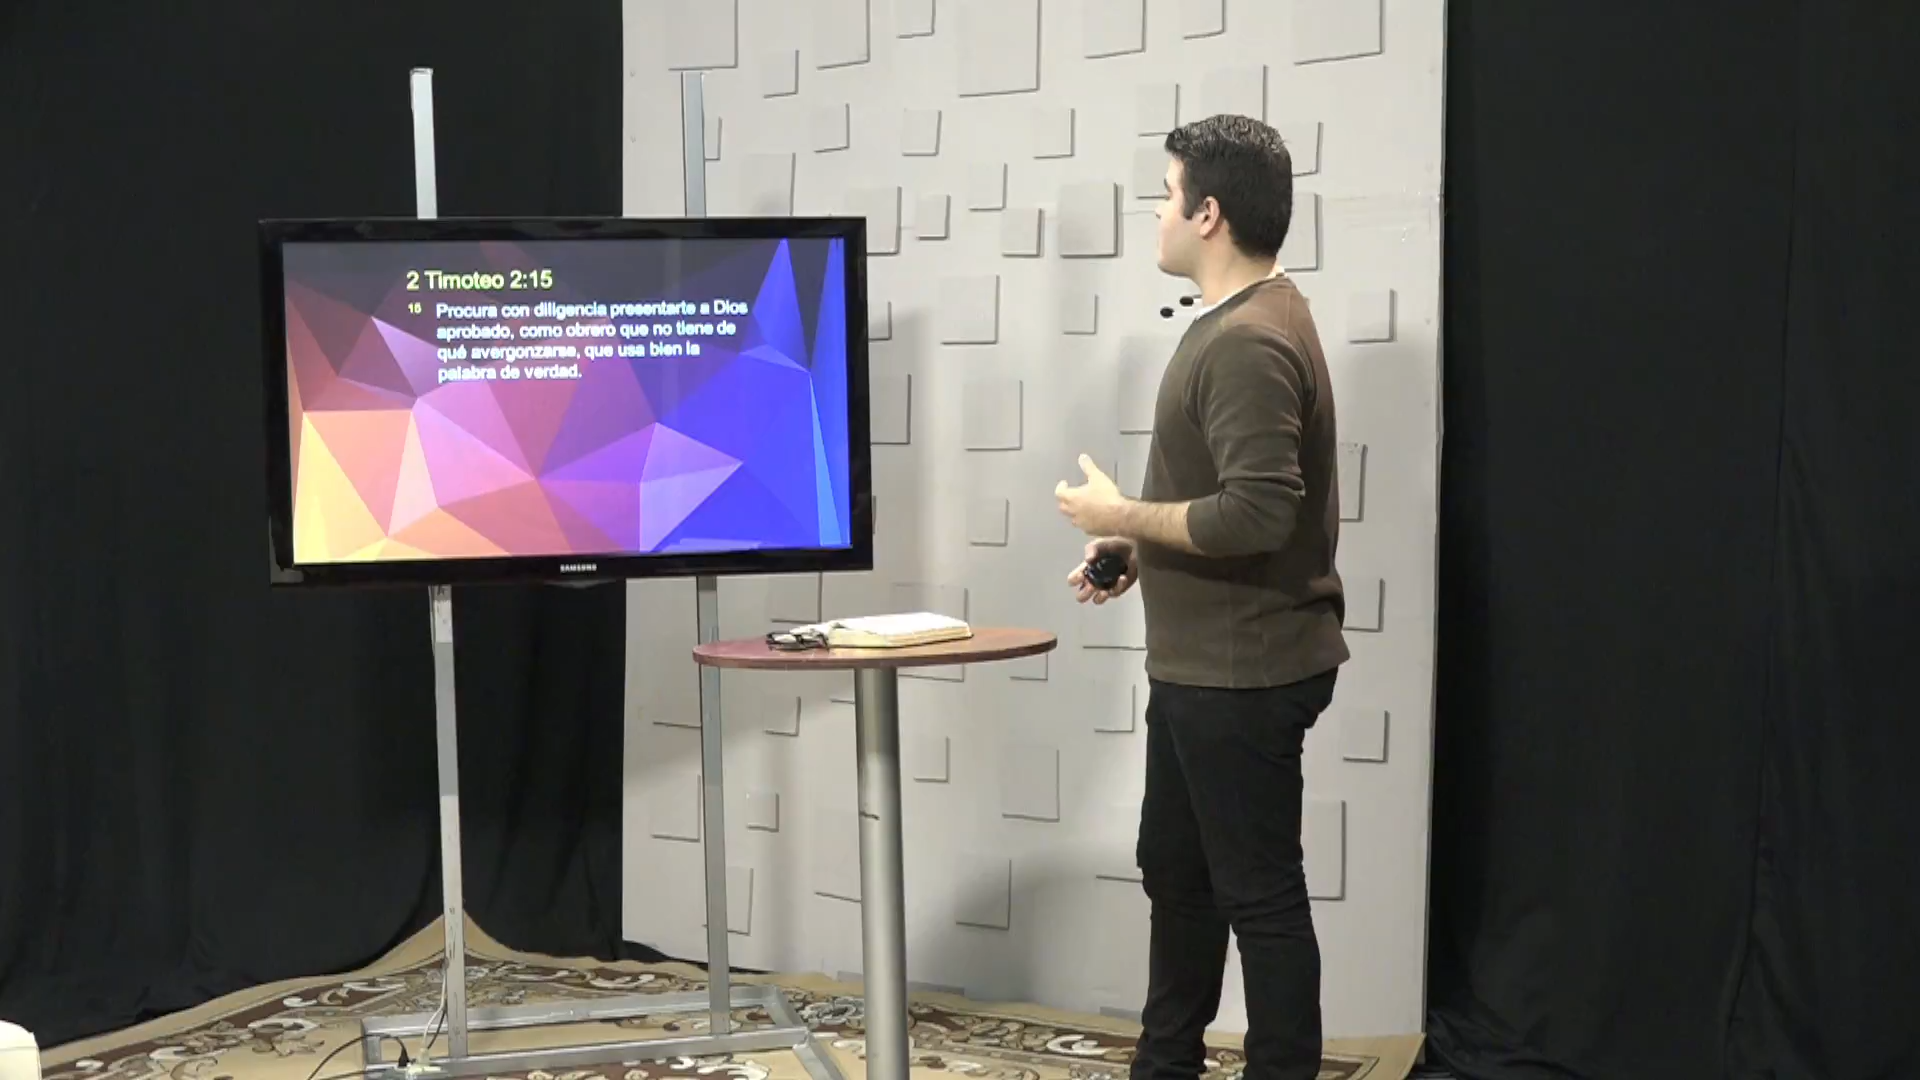 2 Timoteo 2:15
15 Procura con diligencia presentarte a Dios
aprobado, como obrero que no tiene de
qué avergonzarse, que usa bien la
palabra de verdad.
SAMSUNG